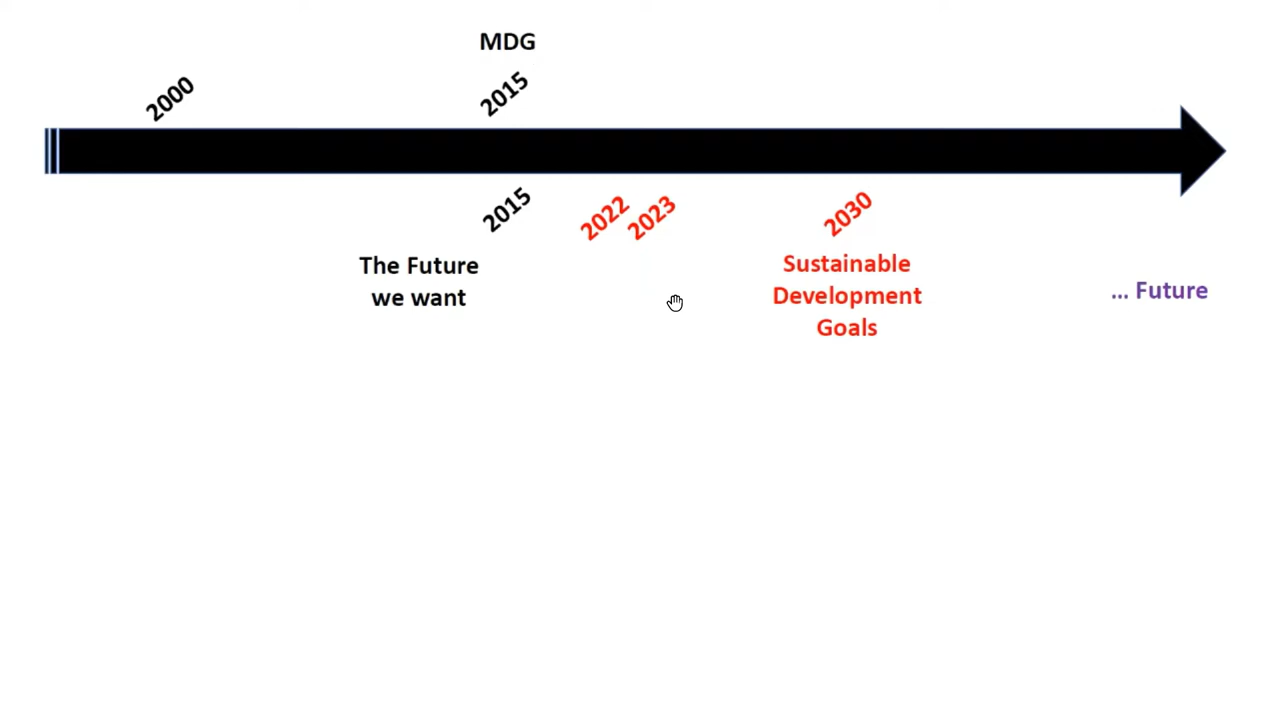 MDG
2000
2015
2015
2022
2023
2030
The Future
we want
Sustainable
Development
Goals
... Future